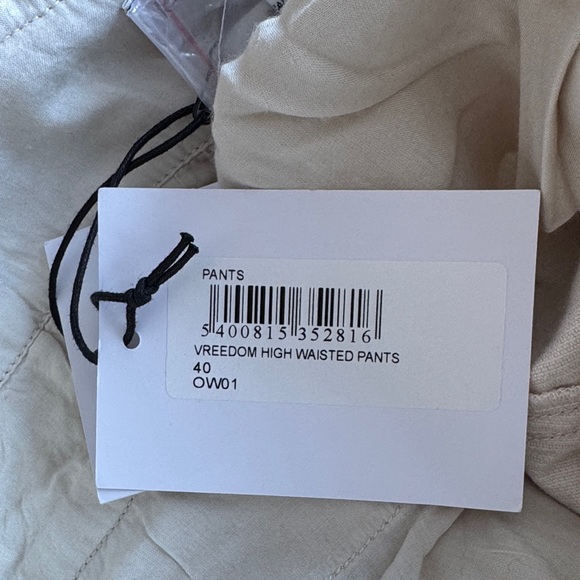 PANTS
5 400815 352816
VREEDOM HIGH WAISTED PANTS
40
OW01